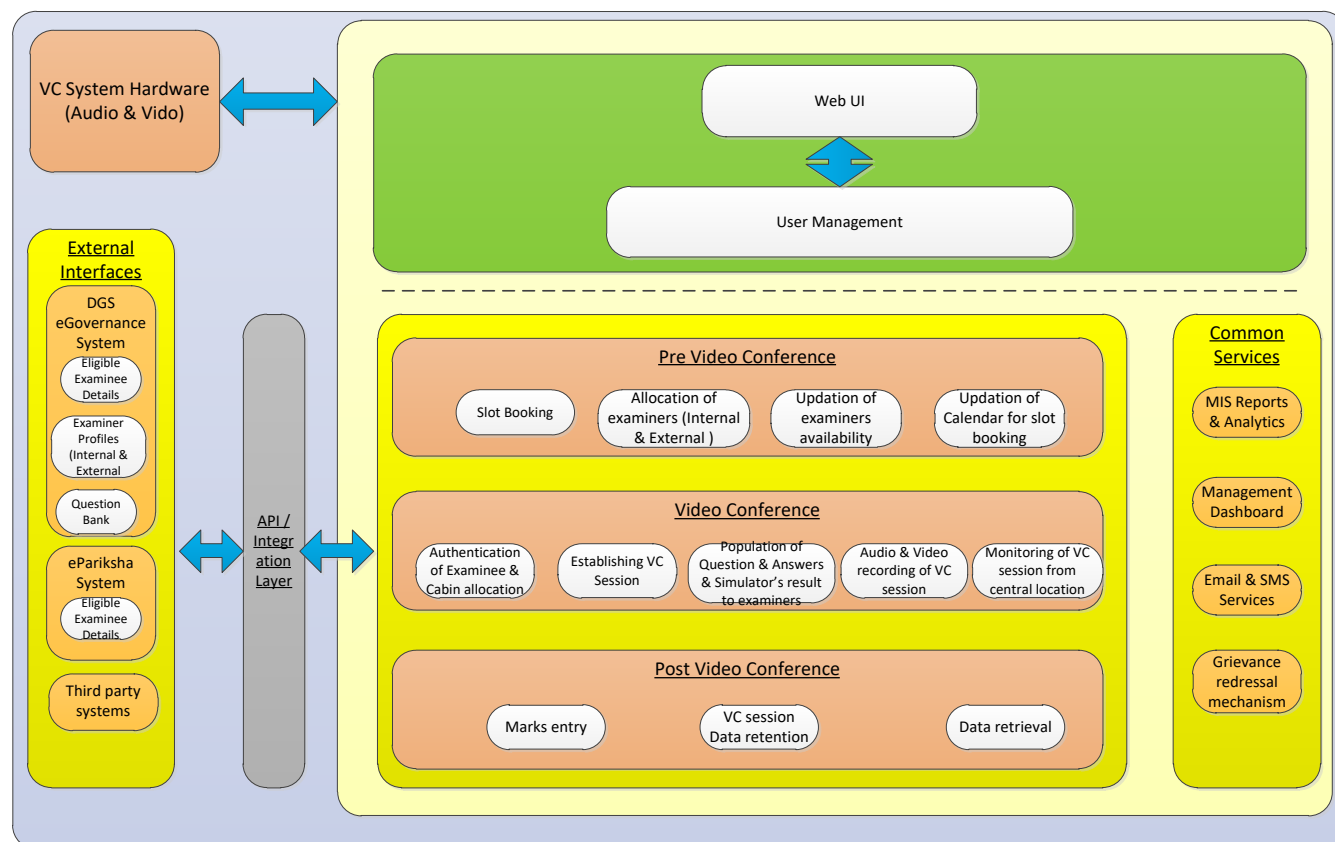 VC System Hardware
(Audio & Vido)
Web UI
User Management
External
Interfaces
DGS
eGovernance
System
Eligible
Examinee
Details
Examiner
Profiles
(Internal &
External
Question
Bank
ePariksha
System
Eligible
Examinee
Details
Third party
systems
API /
Integr
ation
Layer
Pre Video Conference
Slot Booking
Allocation of
examiners (Internal
& External )
Updation of
examiners
availability
Updation of
Calendar for slot
booking
Video Conference
Authentication
of Examinee &
Cabin allocation
Establishing VC
Session
Population of
Question & Answers
& Simulator’s result
to examiners
Audio & Video
recording of VC
session
Monitoring of VC
session from
central location
Post Video Conference
Marks entry
VC session
Data retention
Data retrieval
Common
Services
MIS Reports
& Analytics
Management
Dashboard
Email & SMS
Services
Grievance
redressal
mechanism